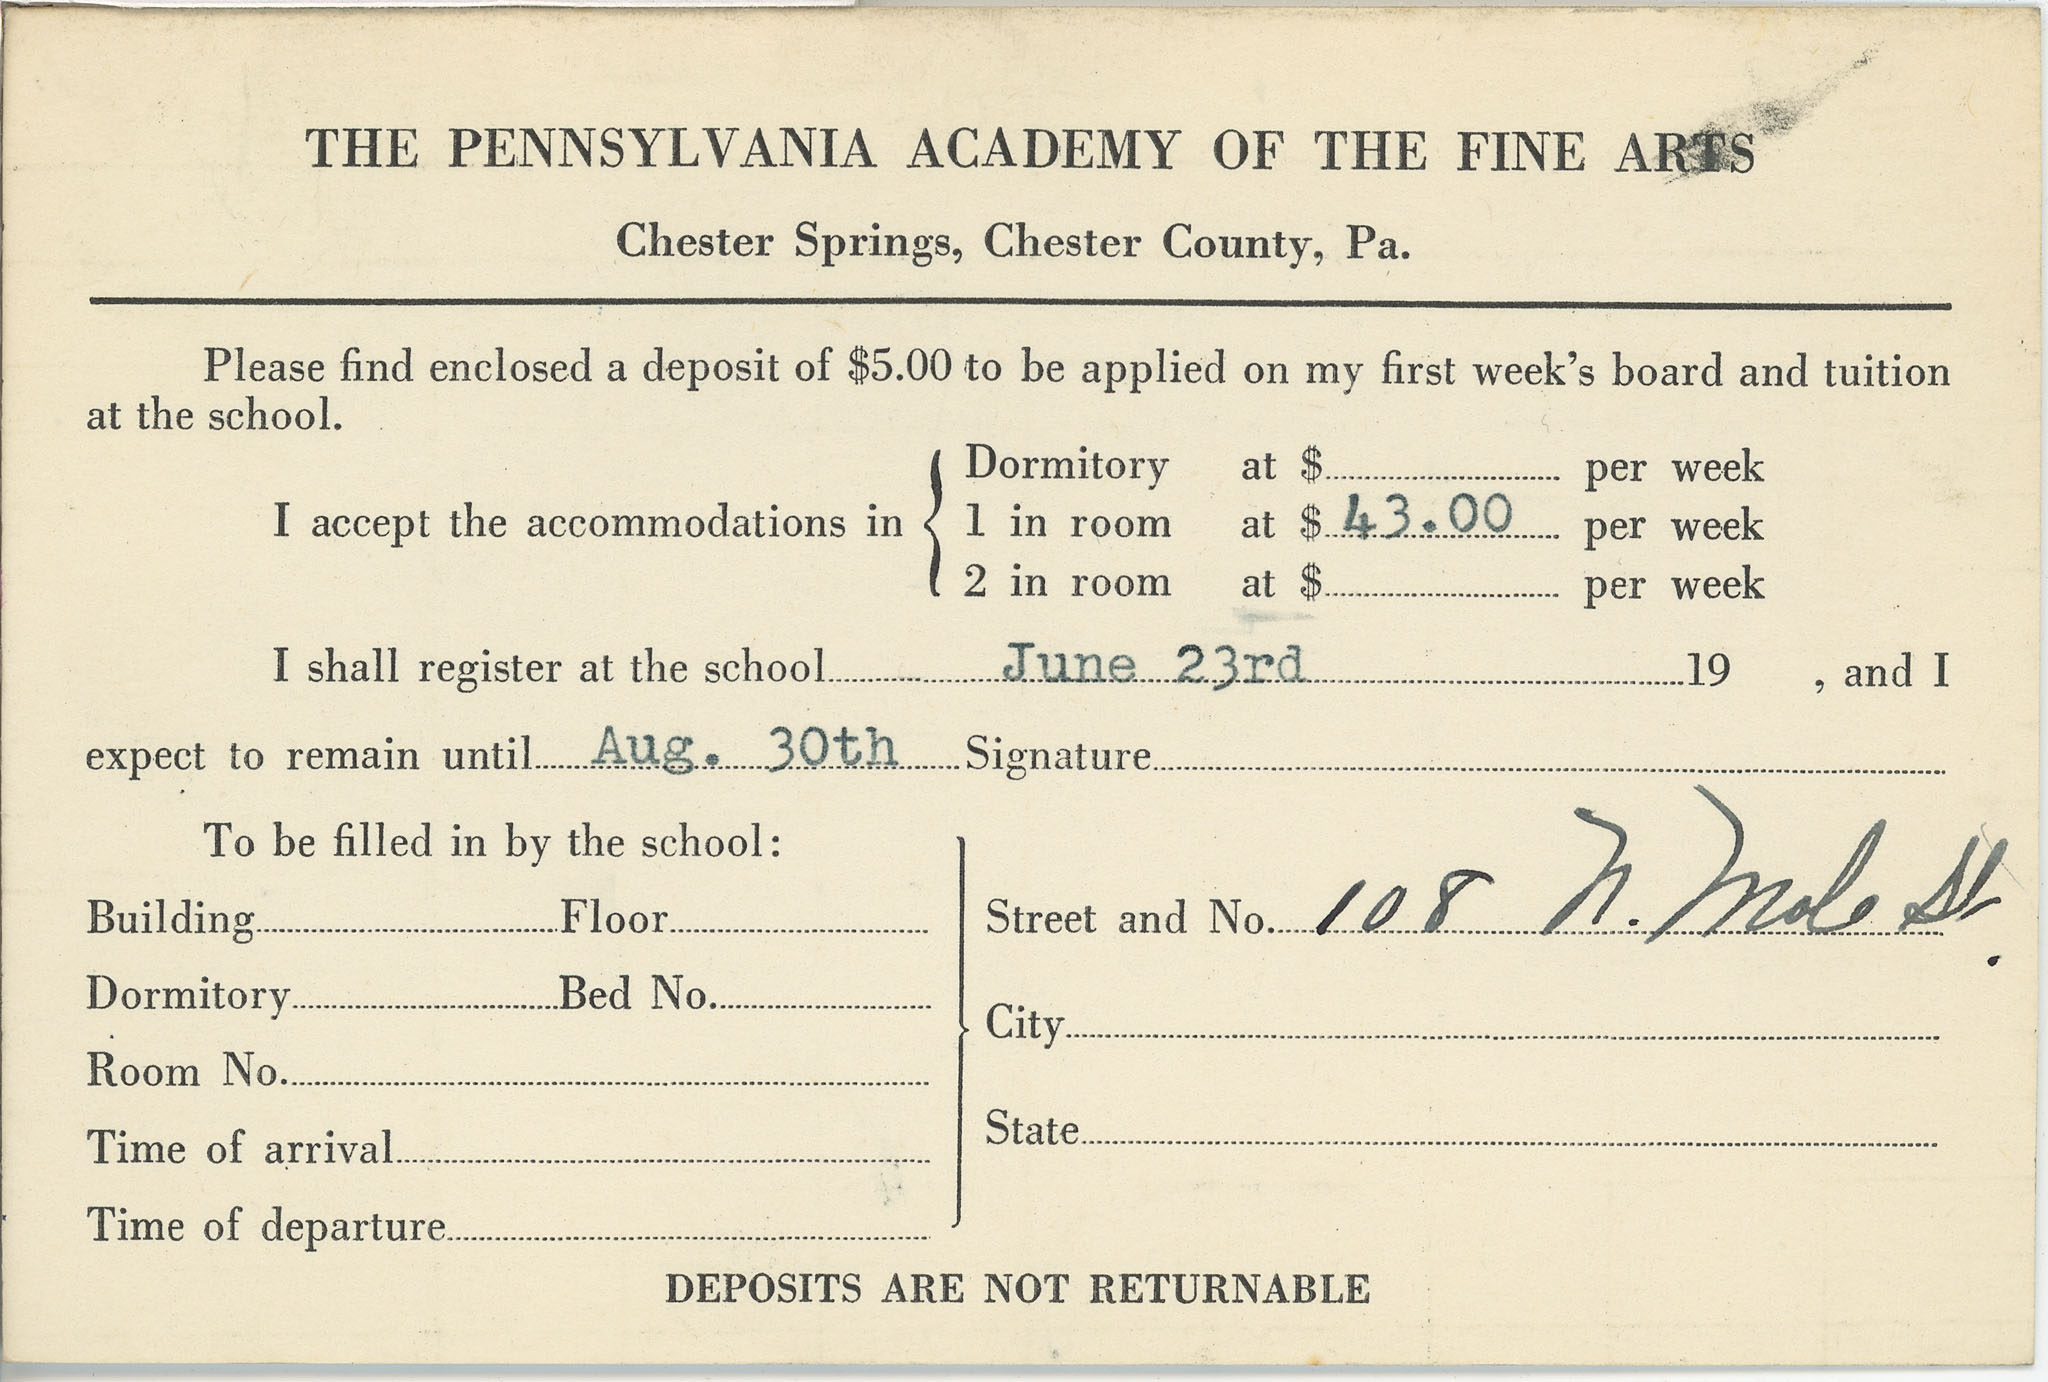 THE PENNSYLVANIA ACADEMY OF THE FINE ARTS
Chester Springs, Chester County, Pa.
Please find enclosed a deposit of $5.00 to be applied on my first week's board and tuition
at the school.
Dormitory at $ per week
I accept the accommodations in 1 in room at $ 43.00 per week
2 in room at $ per week
I shall register at the school June 23rd 19 , and I
expect to remain until Aug. 30th Signature
To be filled in by the school:
Building Floor
Street and No. 108 N. Mole St.
Dormitory Bed No.
City
Room No.
State
Time of arrival
Time of departure
DEPOSITS ARE NOT RETURNABLE